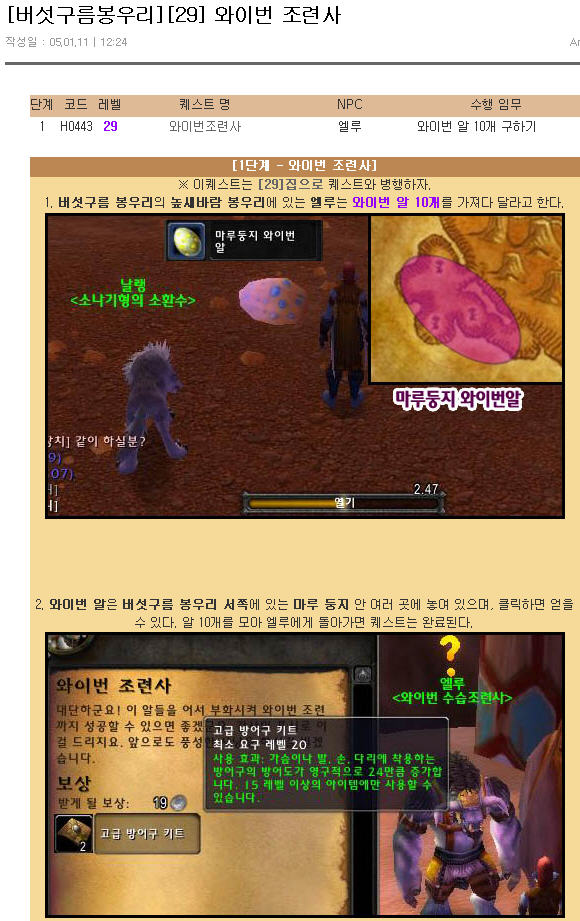 [버섯구름봉우리][29] 와이번 조련사
작성일 : 05.01.11 | 12:24
단계 코드 레벨 퀘스트 명 NPC 수행 임무
1 H0443 29 와이번조련사 엘루 와이번 알 10개 구하기
[1단계 - 와이번 조련사]
※ 이퀘스트는 [29]집으로 퀘스트와 병행하자.
1. 버섯구름 봉우리의 높새바람 봉우리에 있는 엘루는 와이번 알 10개를 가져다 달라고 한다.
마루둥지 와이번
알
날랭
<소나기형의 소환수>
마루둥지 와이번알
같이 하실분?
2.47
열기
2. 와이번 알은 버섯구름 봉우리 서쪽에 있는 마루 둥지 안 여러 곳에 놓여 있으며, 클릭하면 얻을
수 있다. 알 10개를 모아 엘루에게 돌아가면 퀘스트는 완료된다.
?
엘루
<와이번 수습조련사>
와이번 조련사
대단하군요! 이 알들을 어서 부화시켜 와이번 조련
까지 성공할 수 있으면 좋겠
걸 드리지요. 앞으로도 풍성
습니다.
고급 방어구 키트
최소 요구 레벨 20
사용 효과: 가슴이나 발, 손, 다리에 착용하는
방어구의 방어도가 영구적으로 24만큼 증가합
니다. 15 레벨 이상의 아이템에만 사용할 수
있습니다.
보상
받게 될 보상: 19
2 고급 방어구 키트